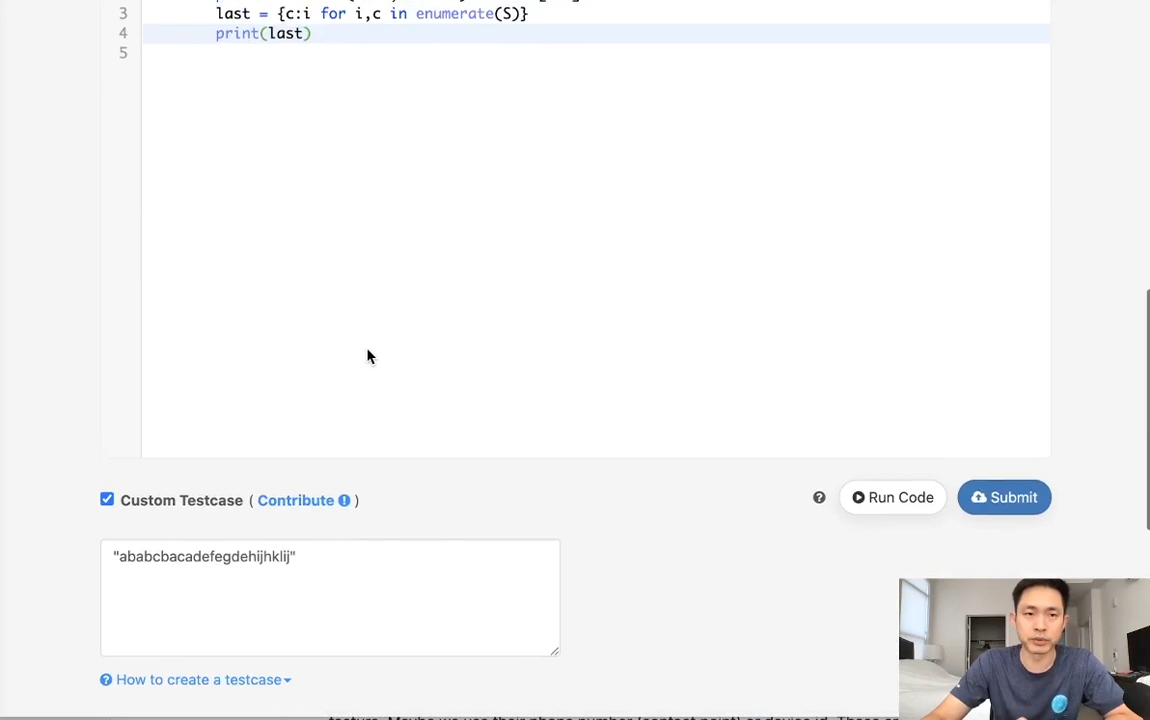 3 last = {c:i for i,c in enumerate(S)}
4 print(last)
5
Custom Testcase ( Contribute ! )
? Run Code Submit
"ababcbacadefegdehijhklij"
? How to create a testcase